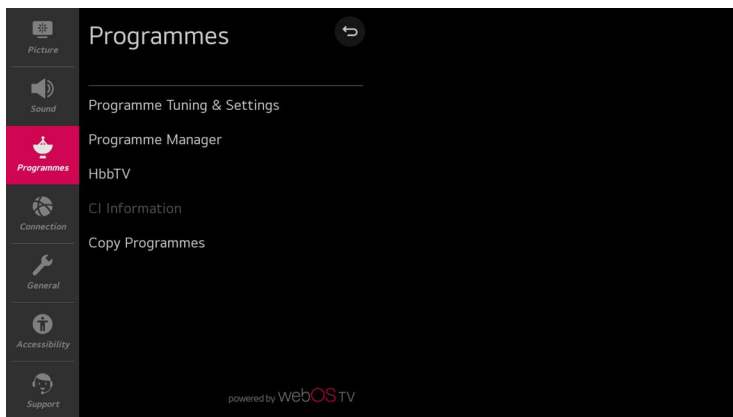 Picture
Sound
Programmes
Connection
General
Accessibility
Support
Programmes
Programme Tuning & Settings
Programme Manager
HbbTV
CI Information
Copy Programmes
powered by webOS TV